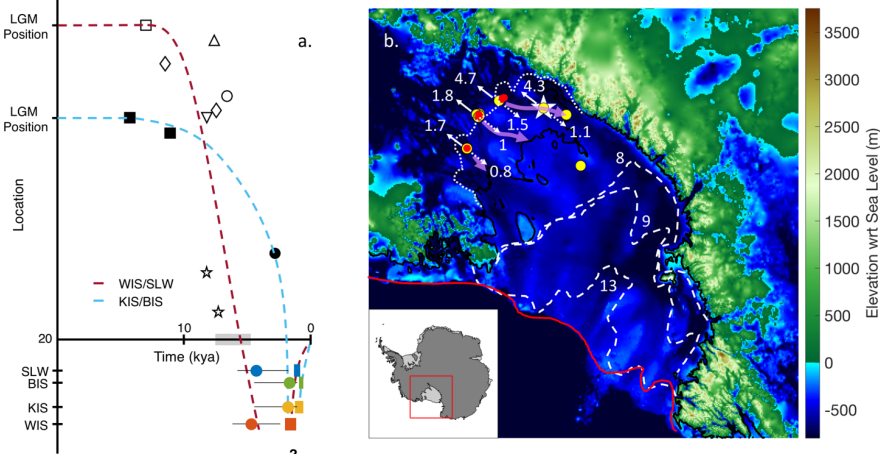 LGM
Position
a.
LGM
Position
Location
WIS/SLW
KIS/BIS
20
10
0
Time (kya)
SLW
BIS
KIS
WIS
b.
4.7
4.3
1.8
1.5
1.1
1.7
1
0.8
8
9
13
3500
3000
2500
2000
1500
1000
500
0
-500
Elevation wrt Sea Level (m)